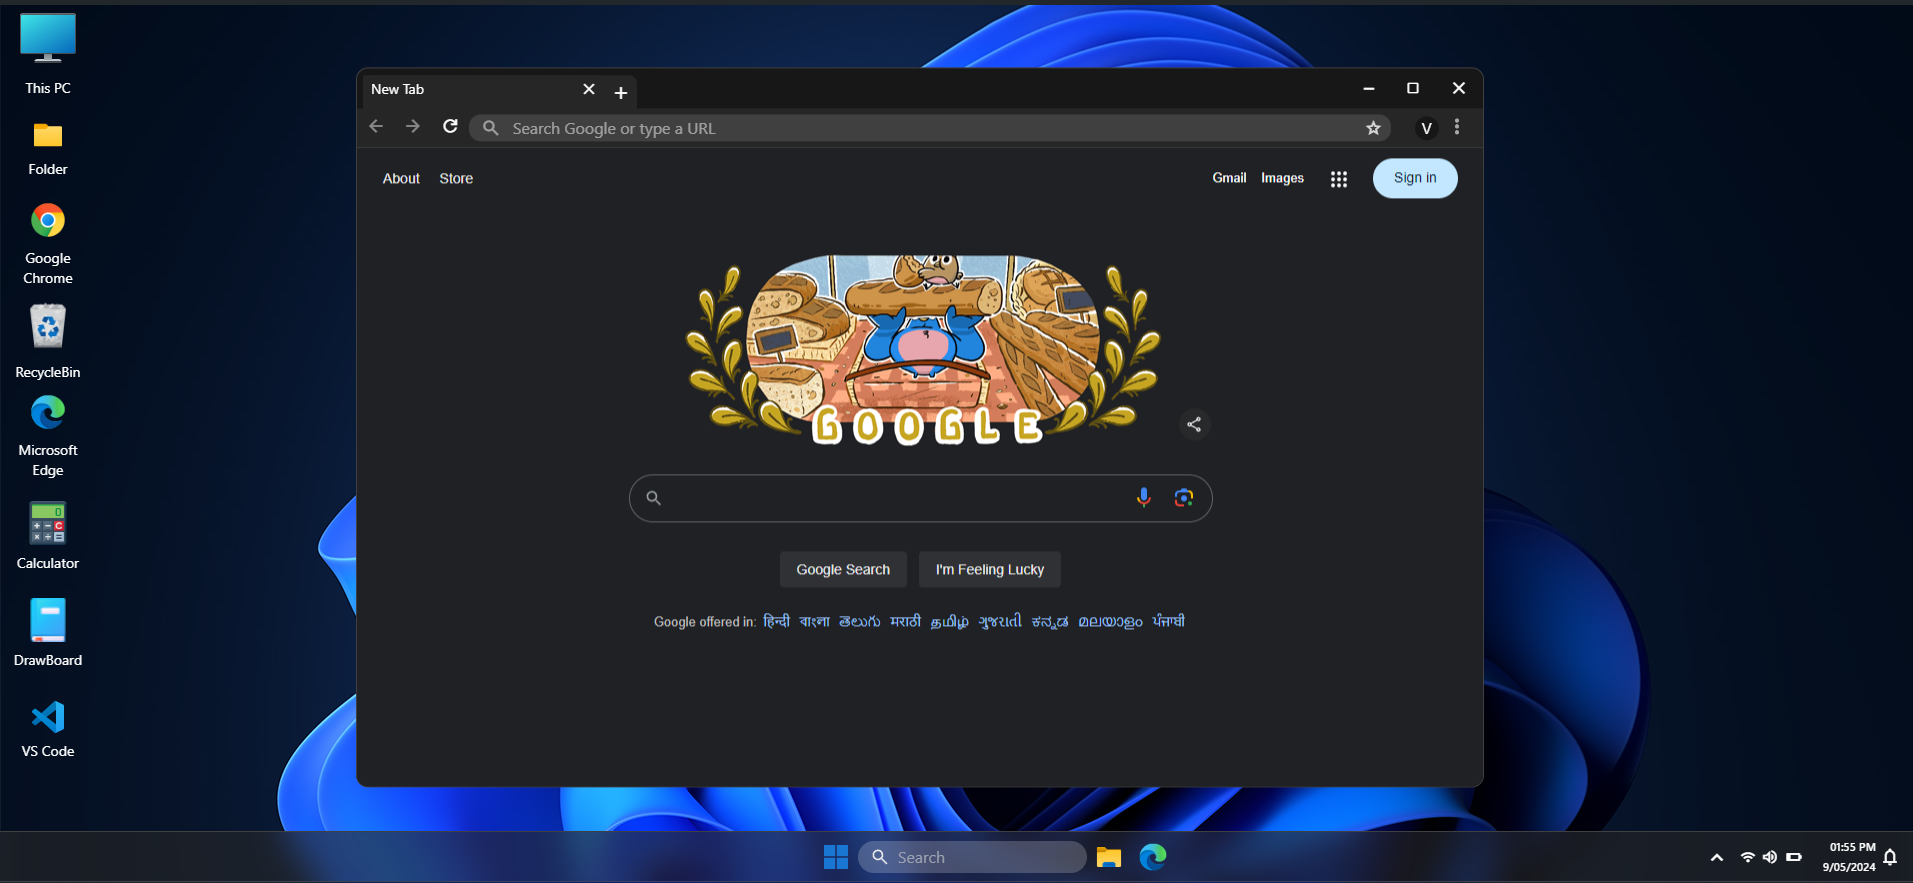 This PC
Folder
Google
Chrome
RecycleBin
Microsoft
Edge
0
Calculator
DrawBoard
VS Code
New Tab
Search Google or type a URL
V
About Store
Gmail Images Sign in
GOOGLE
Google Search I'm Feeling Lucky
Google offered in: हिन्दी বাংলা తెలుగు मराठी தமிழ் ગુજરાતી ಕನ್ನಡ മലയാളം ਪੰਜਾਬੀ
Search
01:55 PM
9/05/2024